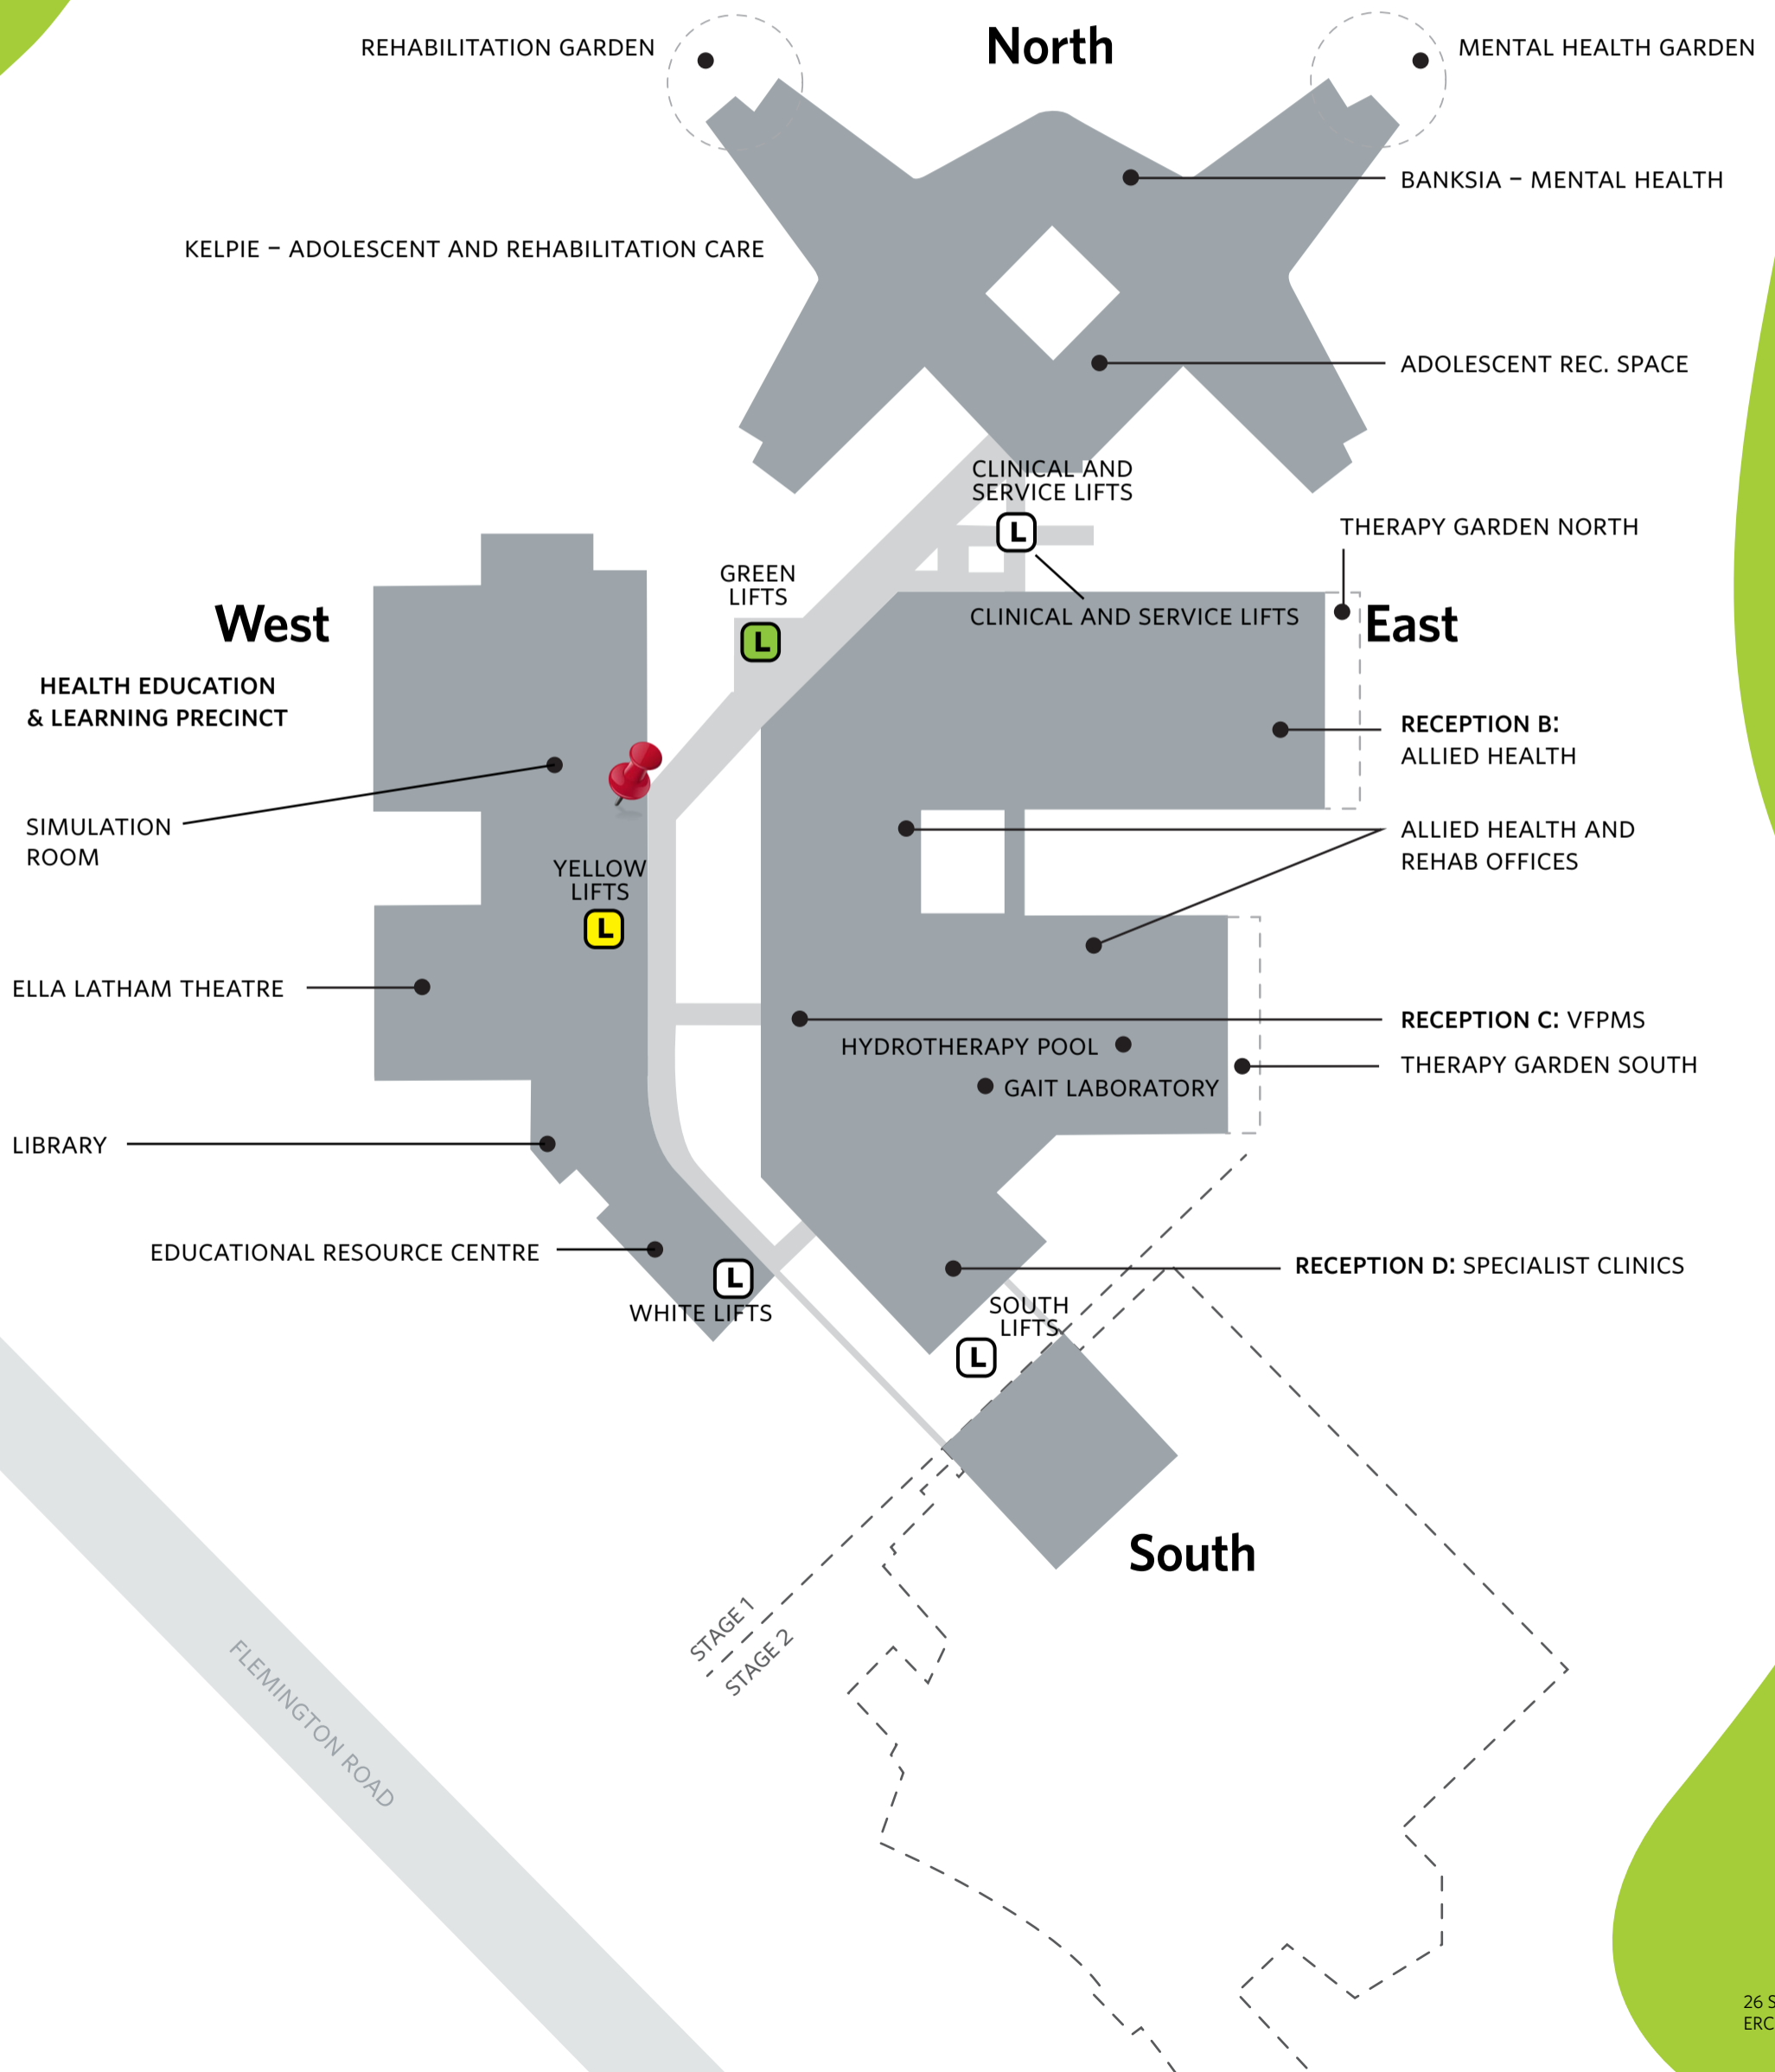 REHABILITATION GARDEN
North
MENTAL HEALTH GARDEN
BANKSIA – MENTAL HEALTH
KELPIE – ADOLESCENT AND REHABILITATION CARE
ADOLESCENT REC. SPACE
CLINICAL AND
SERVICE LIFTS
L
THERAPY GARDEN NORTH
GREEN
LIFTS
L
CLINICAL AND SERVICE LIFTS
West
East
HEALTH EDUCATION
& LEARNING PRECINCT
RECEPTION B:
ALLIED HEALTH
SIMULATION
ROOM
ALLIED HEALTH AND
REHAB OFFICES
YELLOW
LIFTS
L
ELLA LATHAM THEATRE
RECEPTION C: VFPMS
HYDROTHERAPY POOL
THERAPY GARDEN SOUTH
GAIT LABORATORY
LIBRARY
EDUCATIONAL RESOURCE CENTRE
RECEPTION D: SPECIALIST CLINICS
L
WHITE LIFTS
SOUTH
LIFTS
L
South
STAGE 1
STAGE 2
FLEMINGTON ROAD
26 S
ERC